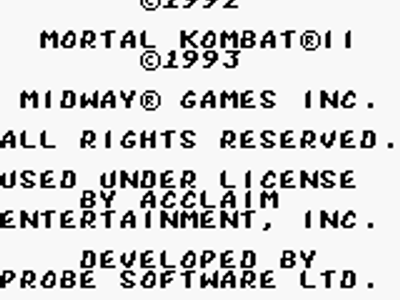 ©1992
MORTAL KOMBAT®II
©1993
MIDWAY® GAMES INC.
ALL RIGHTS RESERVED.
USED UNDER LICENSE
BY ACCLAIM
ENTERTAINMENT, INC.
DEVELOPED BY
PROBE SOFTWARE LTD.